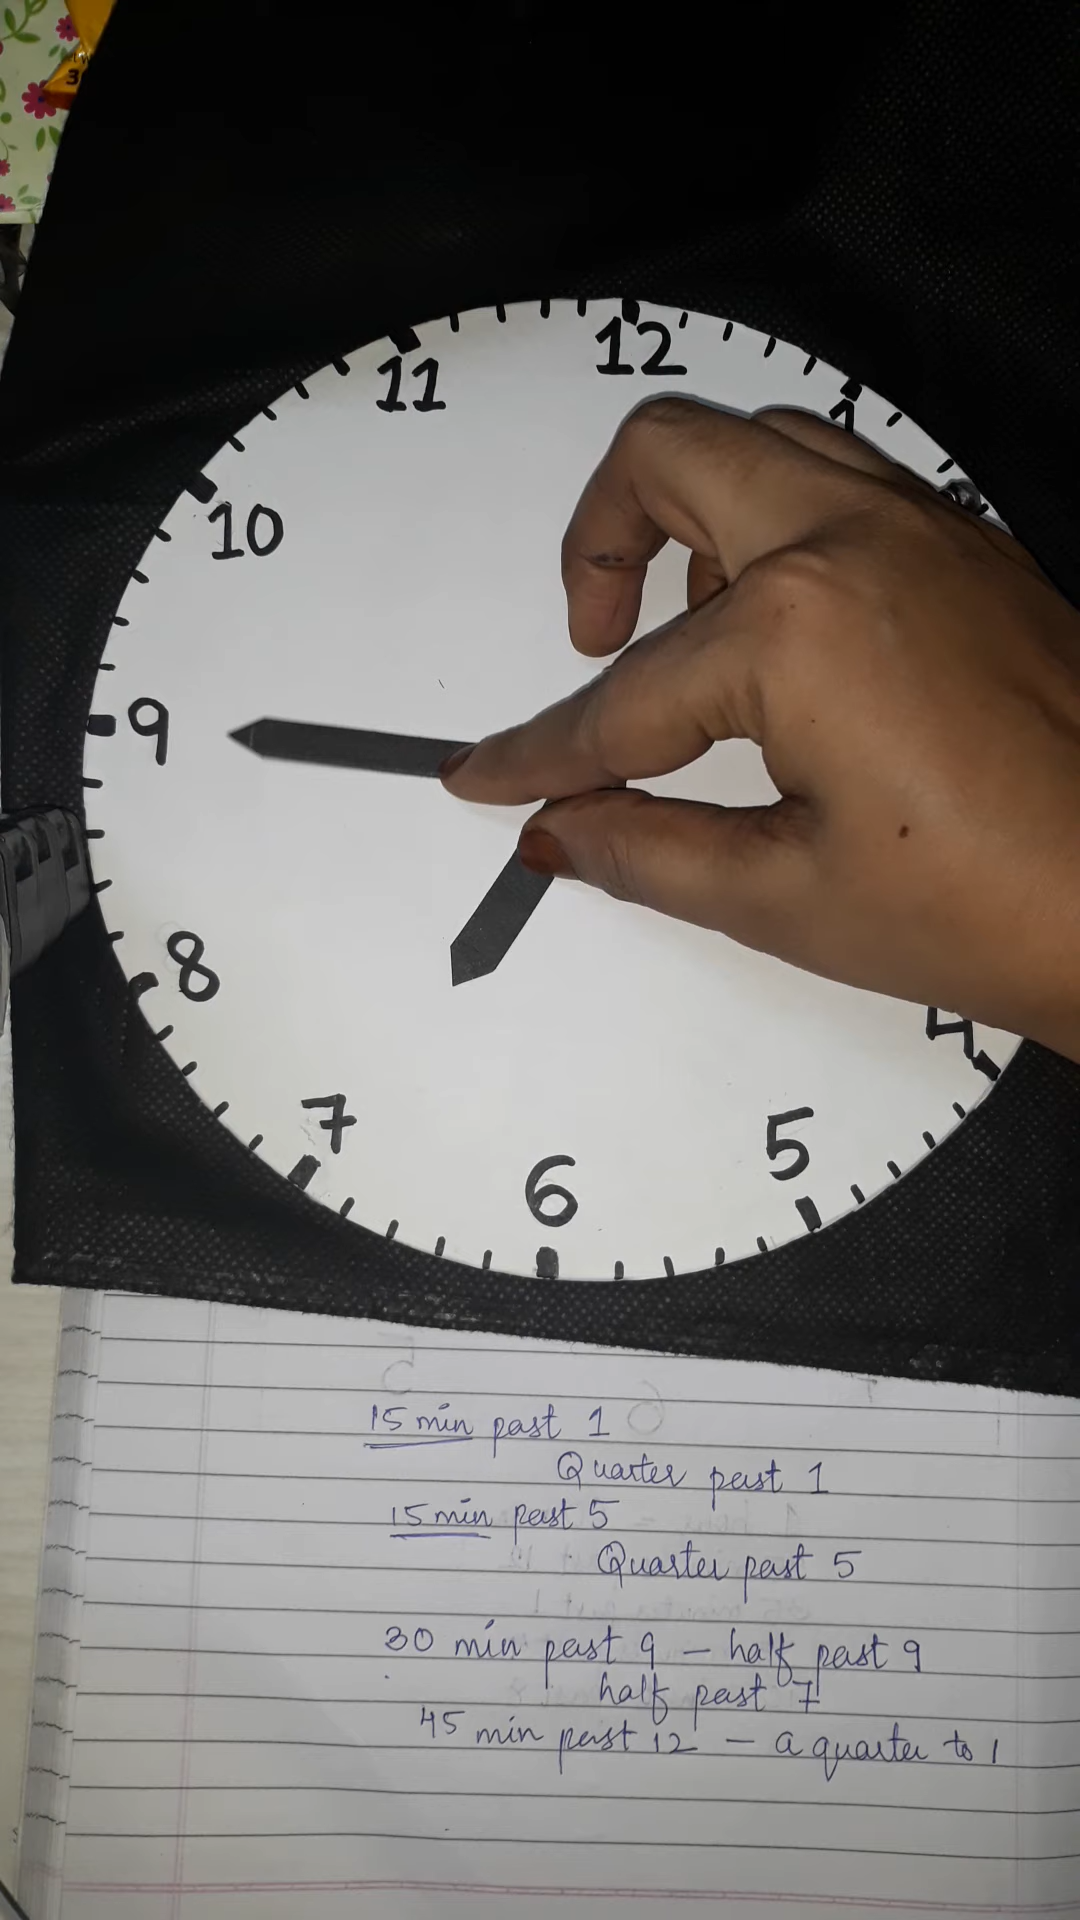 12
11
1
10
9
8
4
7
5
6
15 min past 1
Quarter past 1
15 min past 5
Quarter past 5
30 min past 9 – half past 9
half past 7
45 min past 12 – a quarter to 1